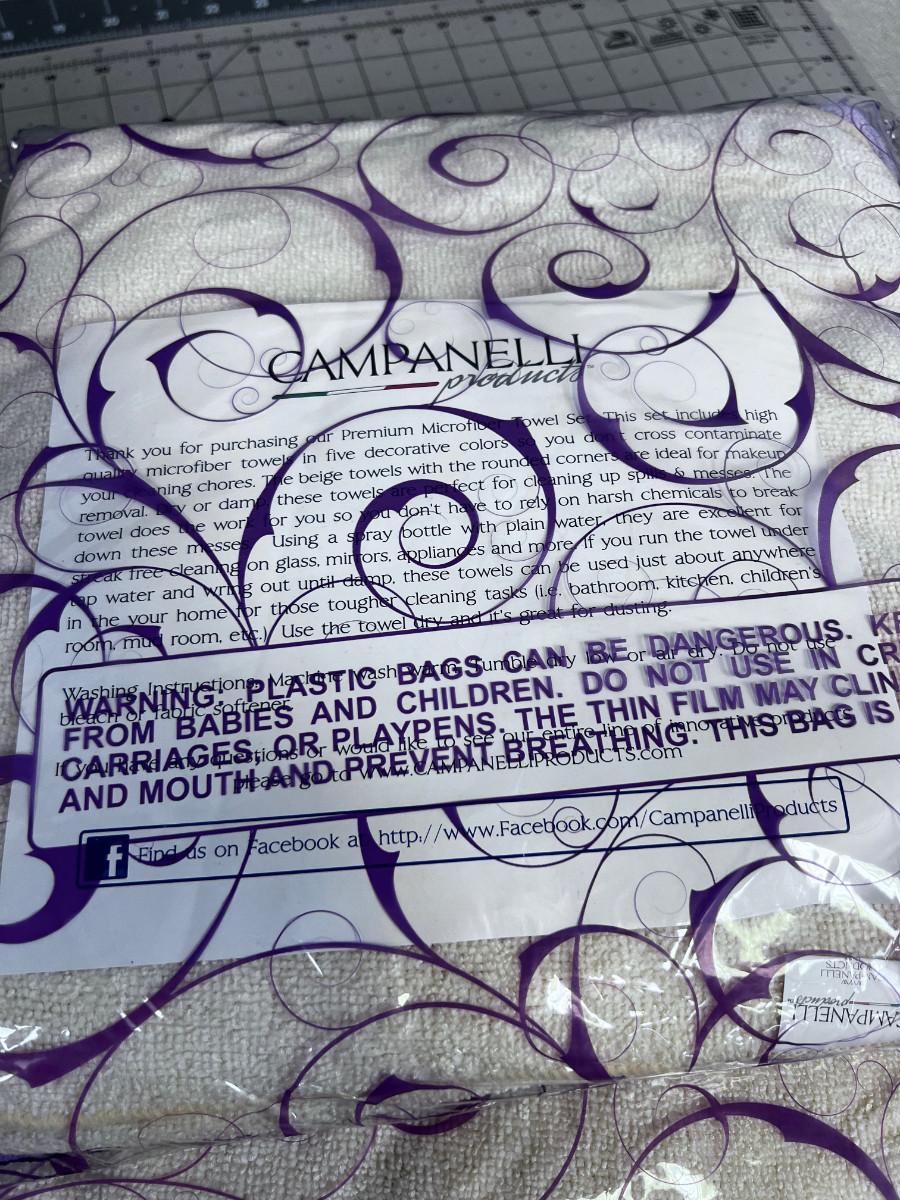 CAMPANELLI
products™
Thank you for purchasing our Premium Microfiber Towel Set. This set includes high
quality microfiber towels in five decorative colors so you don't cross contaminate
your cleaning chores. The beige towels with the rounded corners are ideal for makeup
removal. Dry or damp, these towels are perfect for cleaning up spills & messes. The
towel does the work for you so you don't have to rely on harsh chemicals to break
down these messes. Using a spray bottle with plain water, they are excellent for
streak free cleaning on glass, mirrors, appliances and more. If you run the towel under
tap water and wring out until damp, these towels can be used just about anywhere
in the your home for those tougher cleaning tasks (i.e. bathroom, kitchen, children's
room, mud room, etc.) Use the towel dry and it's great for dusting.
Washing Instructions: Machine wash warm. Tumble dry low or air dry. Do not use
bleach or fabric softener.
If you have any questions or would like to see our entire line of innovative products
please go to www.CAMPANELLIPRODUCTS.com
WARNING: PLASTIC BAGS CAN BE DANGEROUS. KE
FROM BABIES AND CHILDREN. DO NOT USE IN CR
CARRIAGES, OR PLAYPENS. THE THIN FILM MAY CLIN
AND MOUTH AND PREVENT BREATHING. THIS BAG IS
f Find us on Facebook at http://www.Facebook.com/CampanelliProducts
CAMPANELLI
products